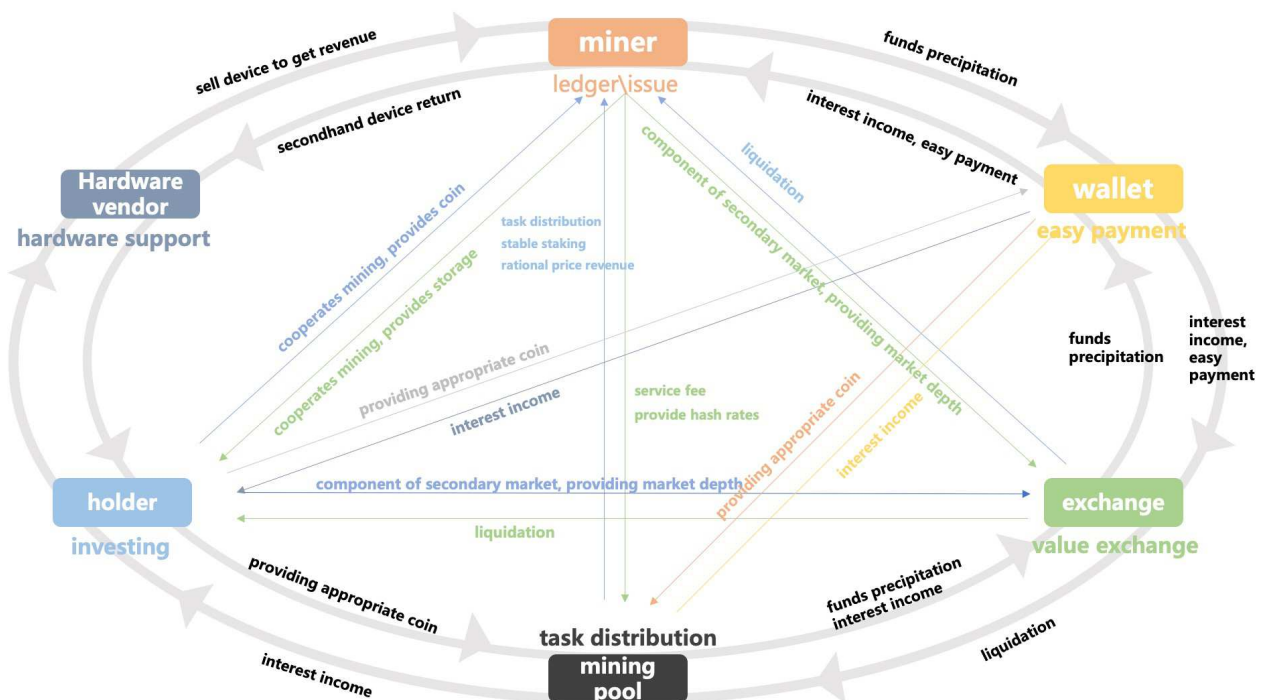 miner
ledger\issue
sell device to get revenue
secondhand device return
funds precipitation
interest income, easy payment
Hardware
vendor
hardware support
wallet
easy payment
cooperates mining, provides coin
cooperates mining, provides storage
task distribution
stable staking
rational price revenue
component of secondary market, providing market depth
liquidation
funds
precipitation
interest
income,
easy
payment
providing appropriate coin
interest income
service fee
provide hash rates
providing appropriate coin
interest income
holder
investing
component of secondary market, providing market depth
liquidation
exchange
value exchange
providing appropriate coin
interest income
task distribution
mining
pool
funds precipitation
interest income
liquidation